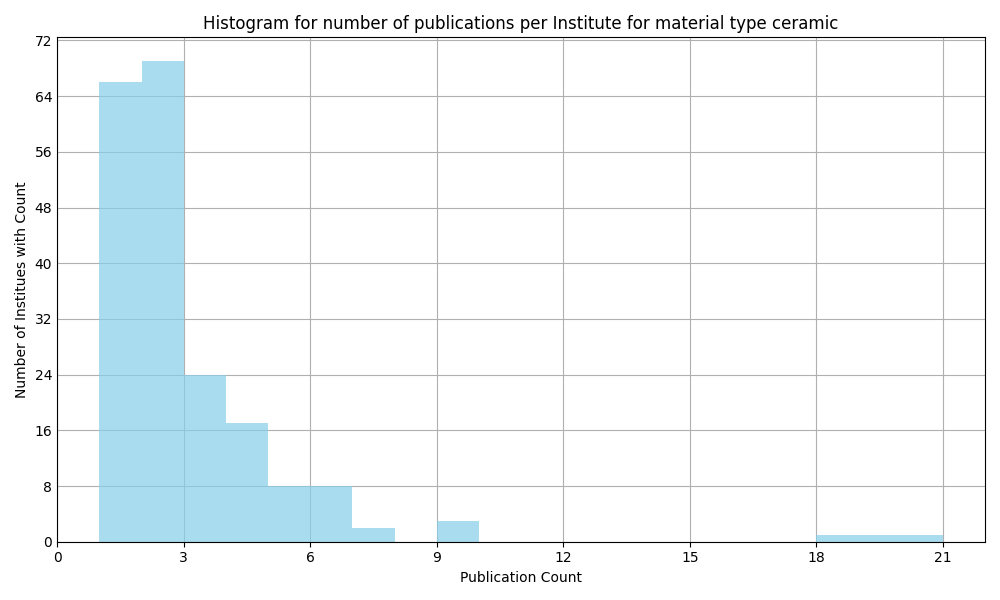 Histogram for number of publications per Institute for material type ceramic
72
64
56
48
40
32
24
16
8
0
Number of Institues with Count
0 3 6 9 12 15 18 21
Publication Count